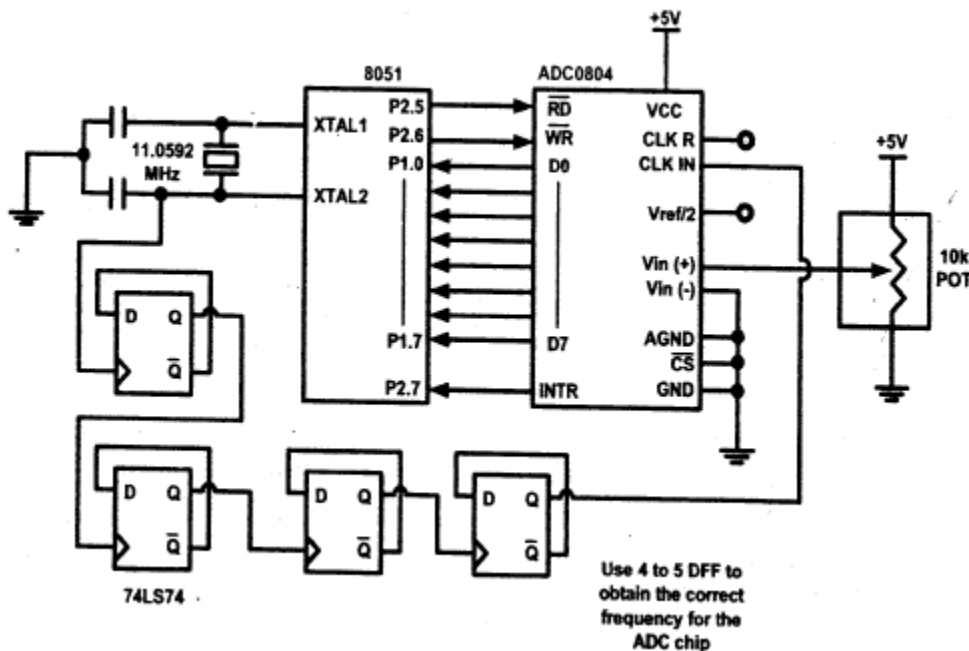 +5V
8051
ADC0804
P2.5
RD
VCC
XTAL1
P2.6
WR
CLK R
+5V
11.0592
MHz
P1.0
D0
CLK IN
XTAL2
Vref/2
Vin (+)
10k
POT
Vin (-)
D
Q
Q
P1.7
D7
AGND
CS
P2.7
INTR
GND
D
Q
Q
D
Q
Q
D
Q
Q
74LS74
Use 4 to 5 DFF to
obtain the correct
frequency for the
ADC chip